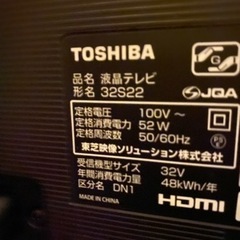 TOSHIBA
品名 液晶テレビ
形名 32S22
G
JQA
定格電圧: 100V~
定格消費電力: 52W
定格周波数: 50/60Hz
東芝映像ソリューション株式会社
受信機型サイズ 32V
年間消費電力量 48kWh/年
区分名 DN1
MADE IN CHINA
HDMI